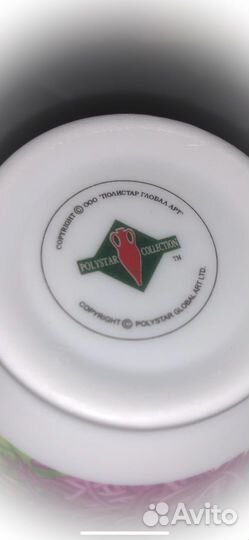 COPYRIGHT © ООО "ПОЛИСТАР ГЛОБАЛ АРТ"
POLYSTAR COLLECTION
TM
COPYRIGHT © POLYSTAR GLOBAL ART LTD.
Avito